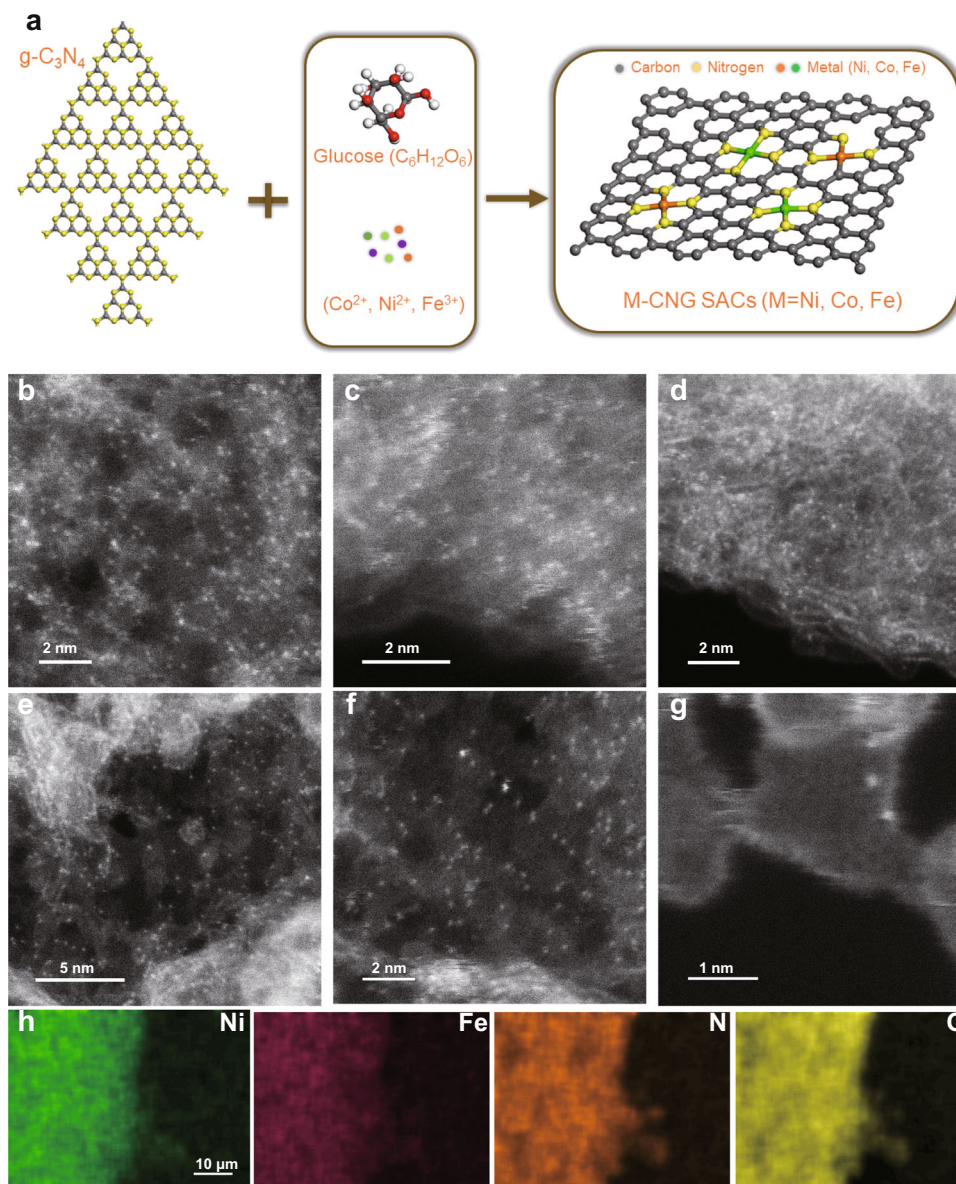 a
g-C₃N₄
Glucose (C₆H₁₂O₆)
(Co²⁺, Ni²⁺, Fe³⁺)
Carbon Nitrogen Metal (Ni, Co, Fe)
M-CNG SACs (M=Ni, Co, Fe)
b
2 nm
c
2 nm
d
2 nm
e
5 nm
f
2 nm
g
1 nm
h
Ni
10 µm
Fe
N